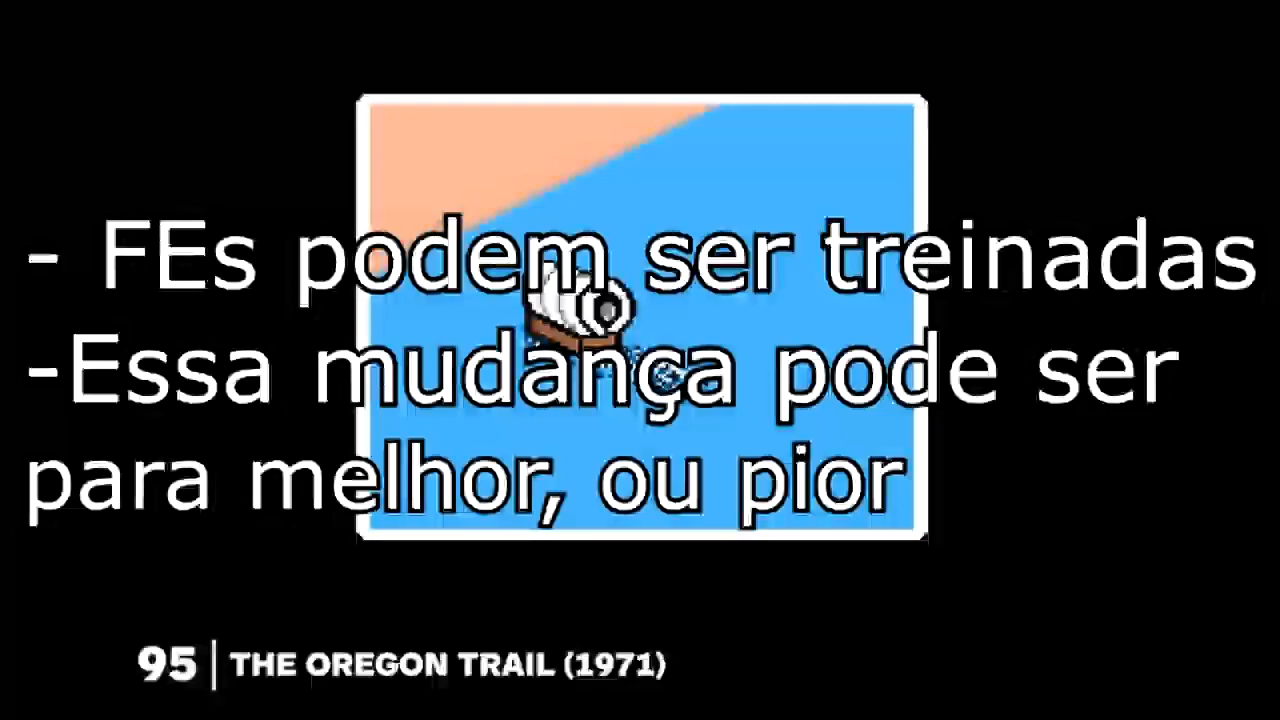 - FEs podem ser treinadas
-Essa mudança pode ser
para melhor, ou pior
95 | THE OREGON TRAIL (1971)